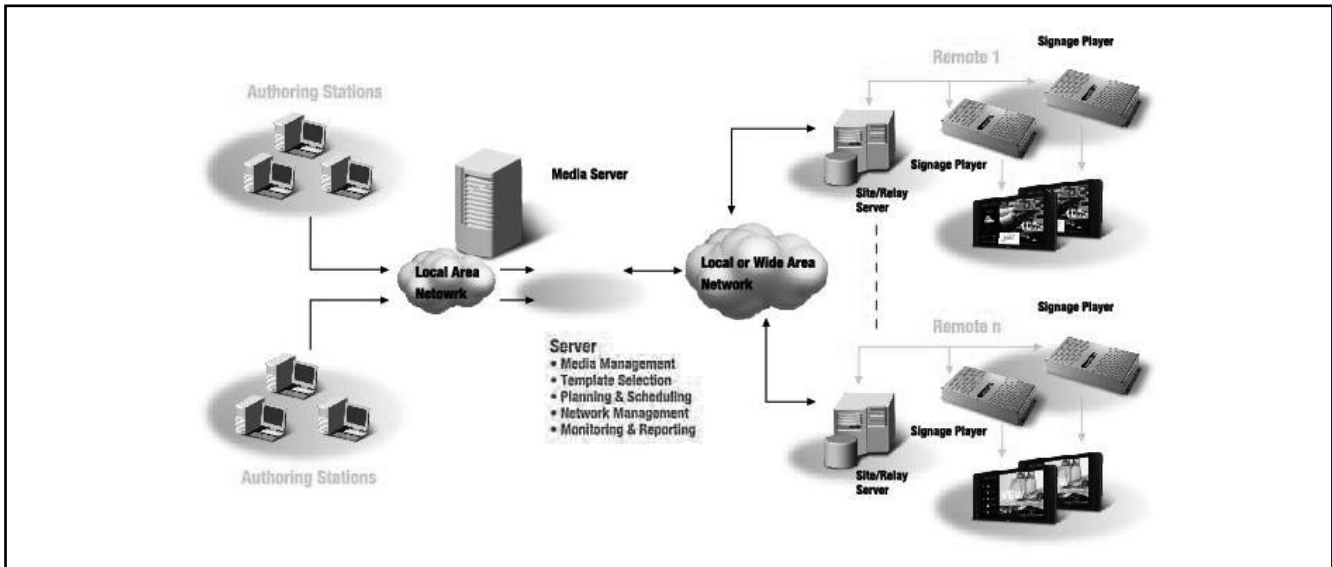 Authoring Stations
Media Server
Local Area
Netowrk
Server
• Media Management
• Template Selection
• Planning & Scheduling
• Network Management
• Monitoring & Reporting
Authoring Stations
Local or Wide Area
Network
Remote 1
Signage Player
Signage Player
Site/Relay
Server
Remote n
Signage Player
Signage Player
Site/Relay
Server